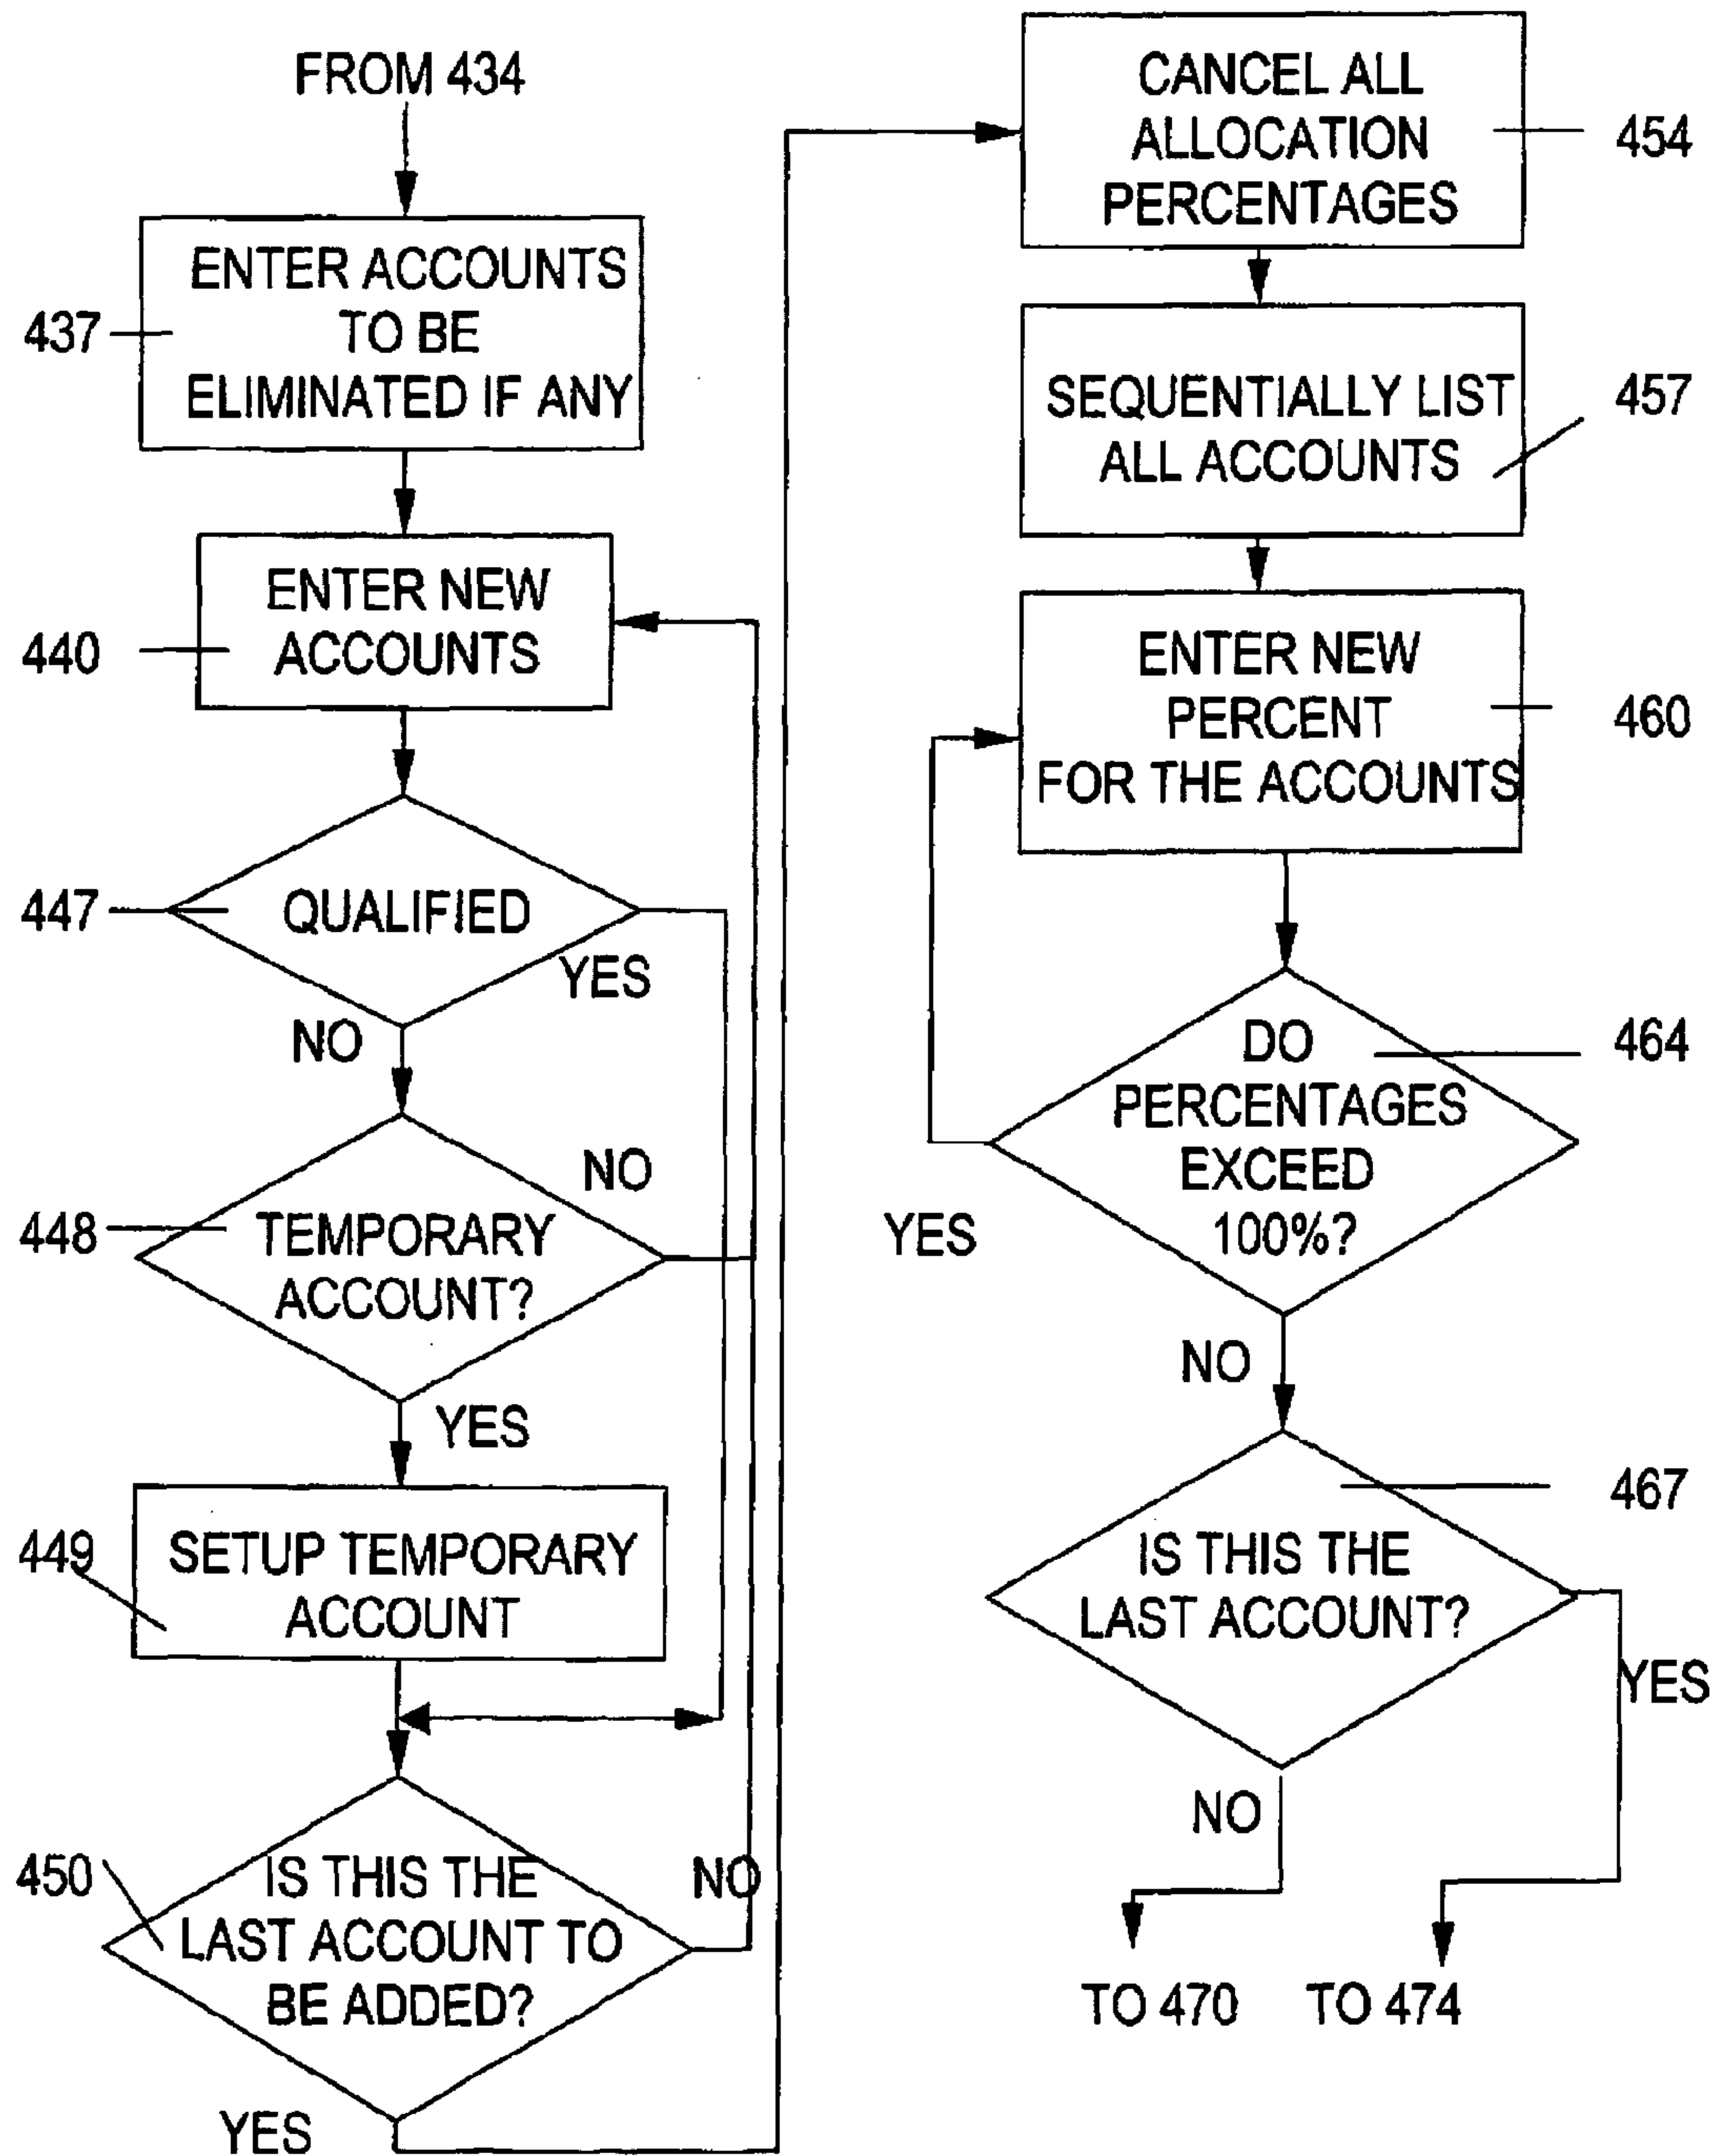 FROM 434
ENTER ACCOUNTS
TO BE
ELIMINATED IF ANY
437
ENTER NEW
ACCOUNTS
440
QUALIFIED
447
YES
NO
NO
TEMPORARY
ACCOUNT?
448
YES
SETUP TEMPORARY
ACCOUNT
449
IS THIS THE
LAST ACCOUNT TO
BE ADDED?
450
NO
YES
CANCEL ALL
ALLOCATION
PERCENTAGES
454
SEQUENTIALLY LIST
ALL ACCOUNTS
457
ENTER NEW
PERCENT
FOR THE ACCOUNTS
460
DO
PERCENTAGES
EXCEED
100%?
464
YES
NO
IS THIS THE
LAST ACCOUNT?
467
YES
NO
TO 470
TO 474